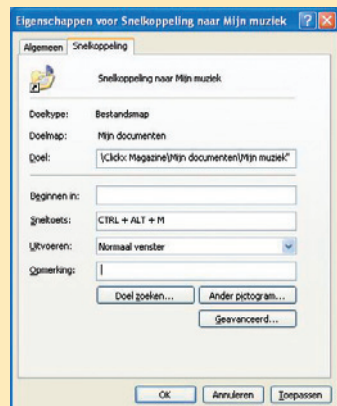 Eigenschappen voor Snelkoppeling naar Mijn muziek
Algemeen Snelkoppeling
Snelkoppeling naar Mijn muziek
Doeltype: Bestandsmap
Doelmap: Mijn documenten
Doel: \Clickx Magazine\Mijn documenten\Mijn muziek"
Beginnen in:
Sneltoets: CTRL + ALT + M
Uitvoeren: Normaal venster
Opmerking:
Doel zoeken... Ander pictogram...
Geavanceerd...
OK Annuleren Toepassen